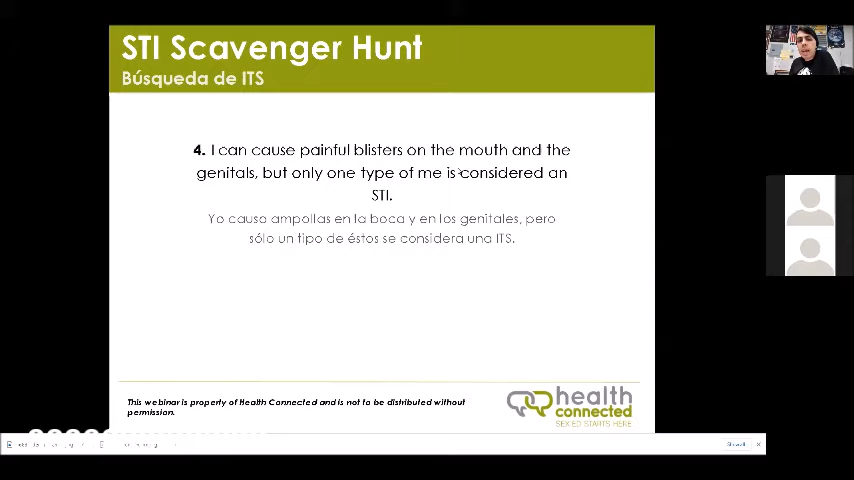 STI Scavenger Hunt
Búsqueda de ITS
4. I can cause painful blisters on the mouth and the
genitals, but only one type of me is considered an
STI.
Yo causo ampollas en la boca y en los genitales, pero
sólo un tipo de éstos se considera una ITS.
This webinar is property of Health Connected and is not to be distributed without
permission.
health
connected
SEX ED STARTS HERE
Show all